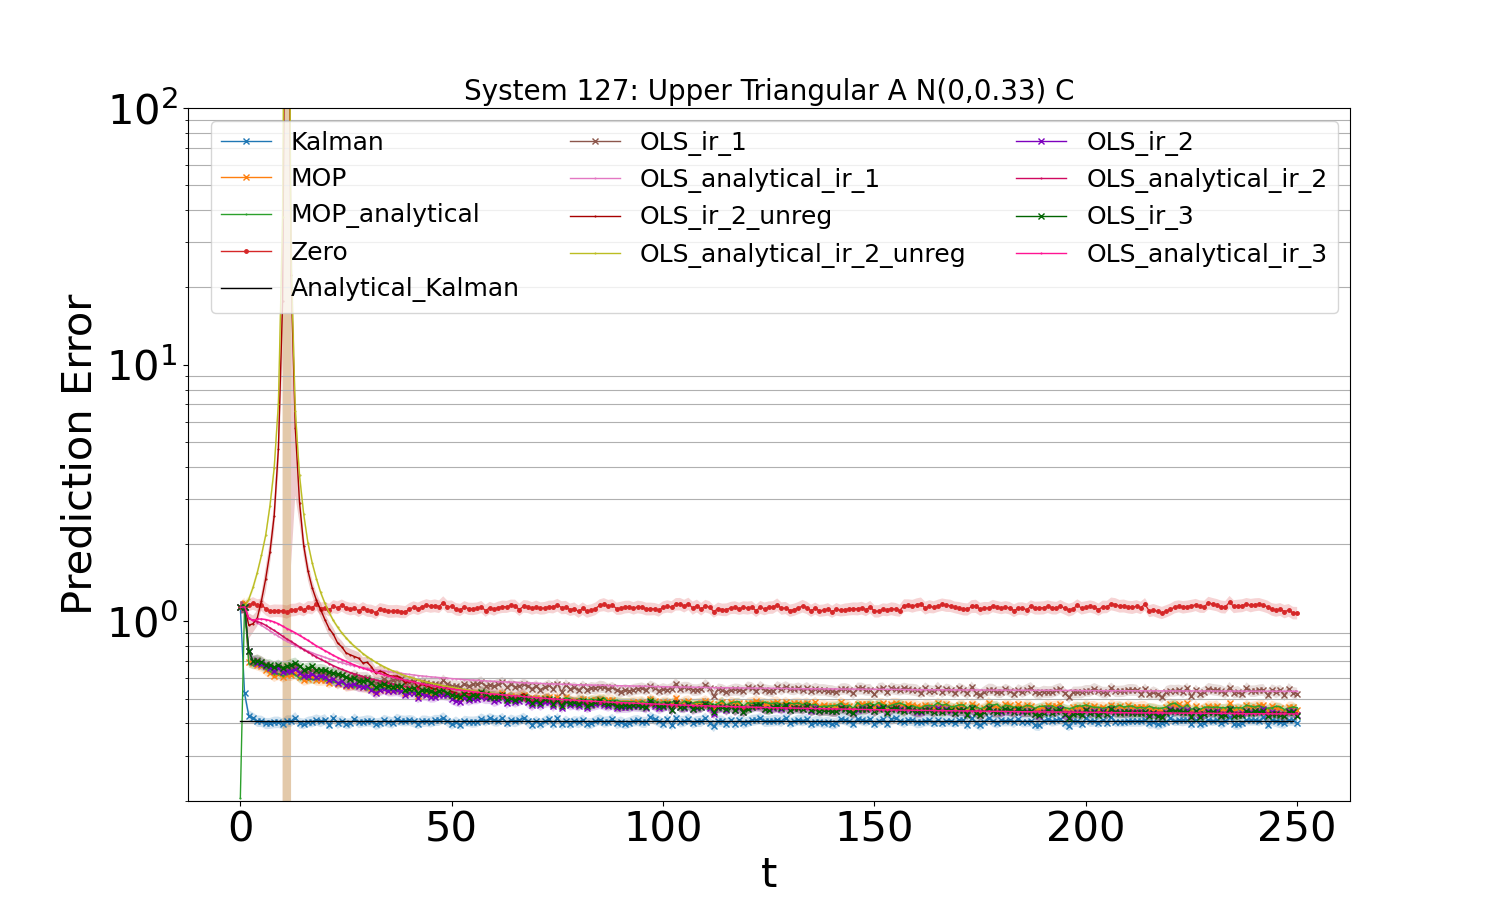 System 127: Upper Triangular A N(0,0.33) C
Prediction Error
10²
10¹
10⁰
Kalman
MOP
MOP_analytical
Zero
Analytical_Kalman
OLS_ir_1
OLS_analytical_ir_1
OLS_ir_2_unreg
OLS_analytical_ir_2_unreg
OLS_ir_2
OLS_analytical_ir_2
OLS_ir_3
OLS_analytical_ir_3
0 50 100 150 200 250
t